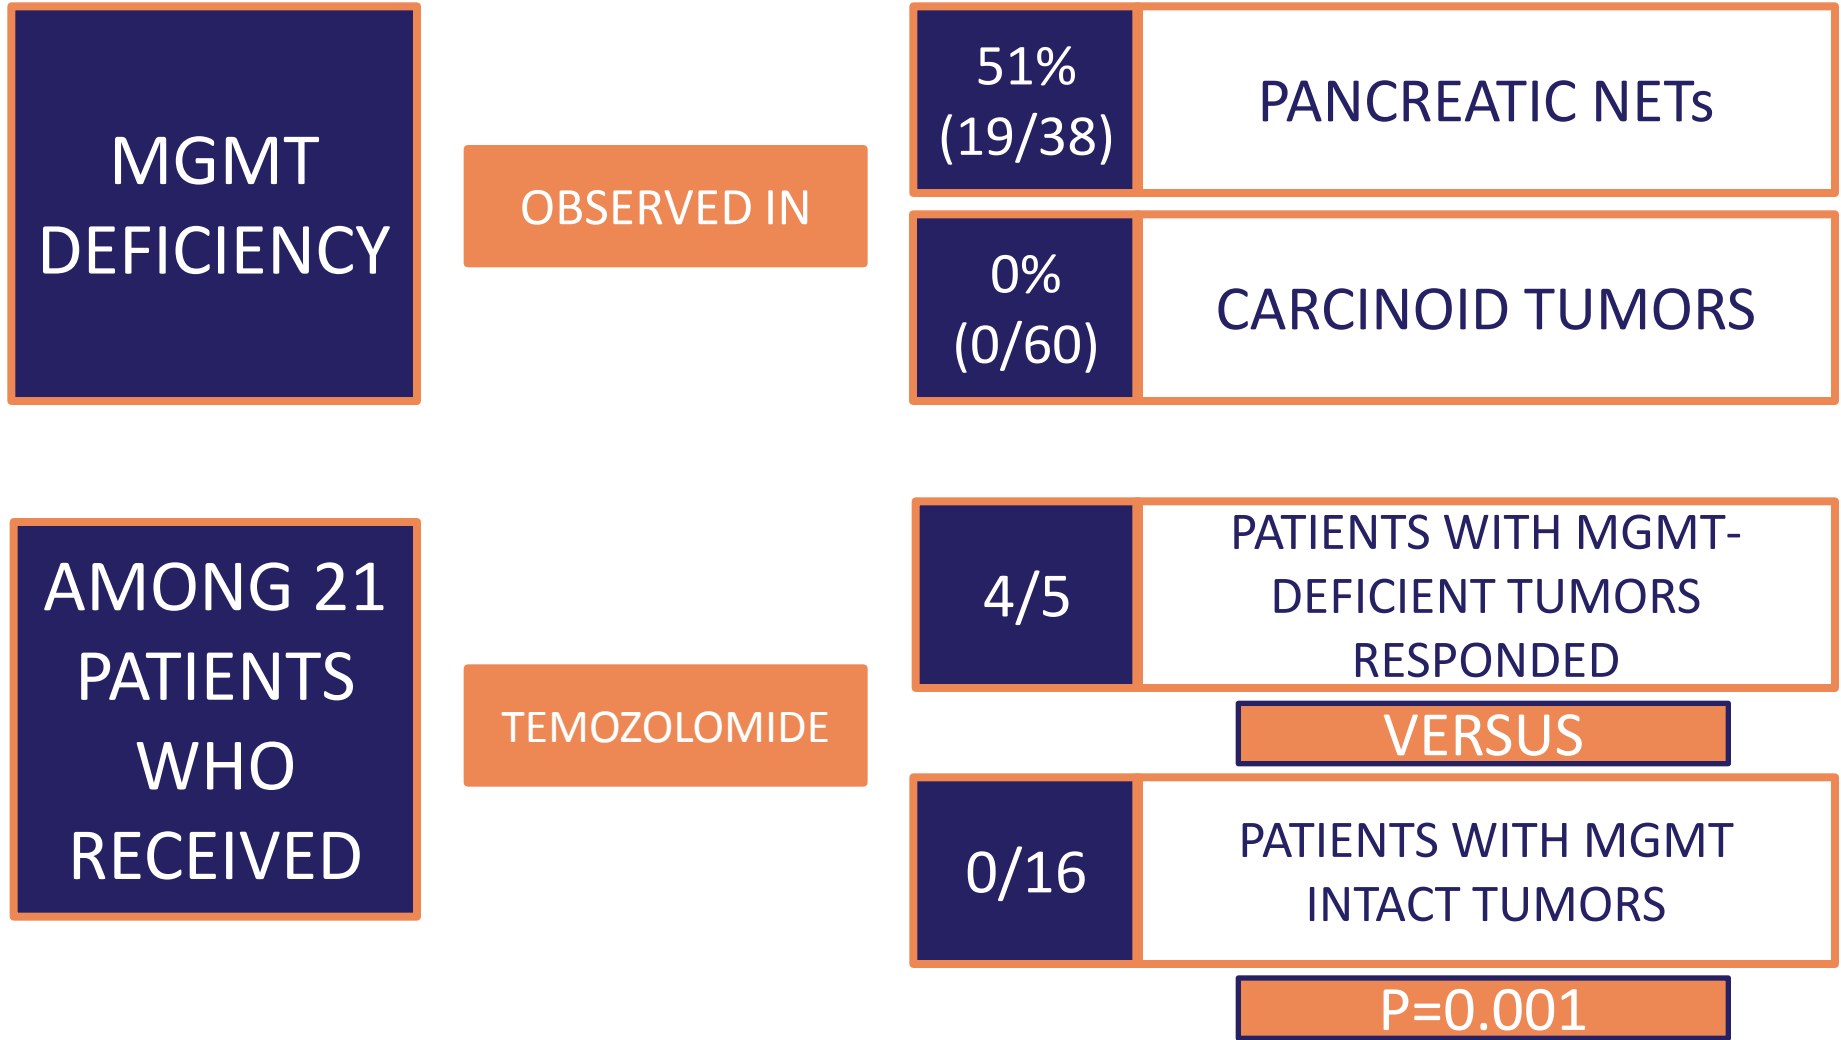 MGMT
DEFICIENCY
OBSERVED IN
51%
(19/38)
PANCREATIC NETs
0%
(0/60)
CARCINOID TUMORS
AMONG 21
PATIENTS
WHO
RECEIVED
TEMOZOLOMIDE
4/5
PATIENTS WITH MGMT-
DEFICIENT TUMORS
RESPONDED
VERSUS
0/16
PATIENTS WITH MGMT
INTACT TUMORS
P=0.001